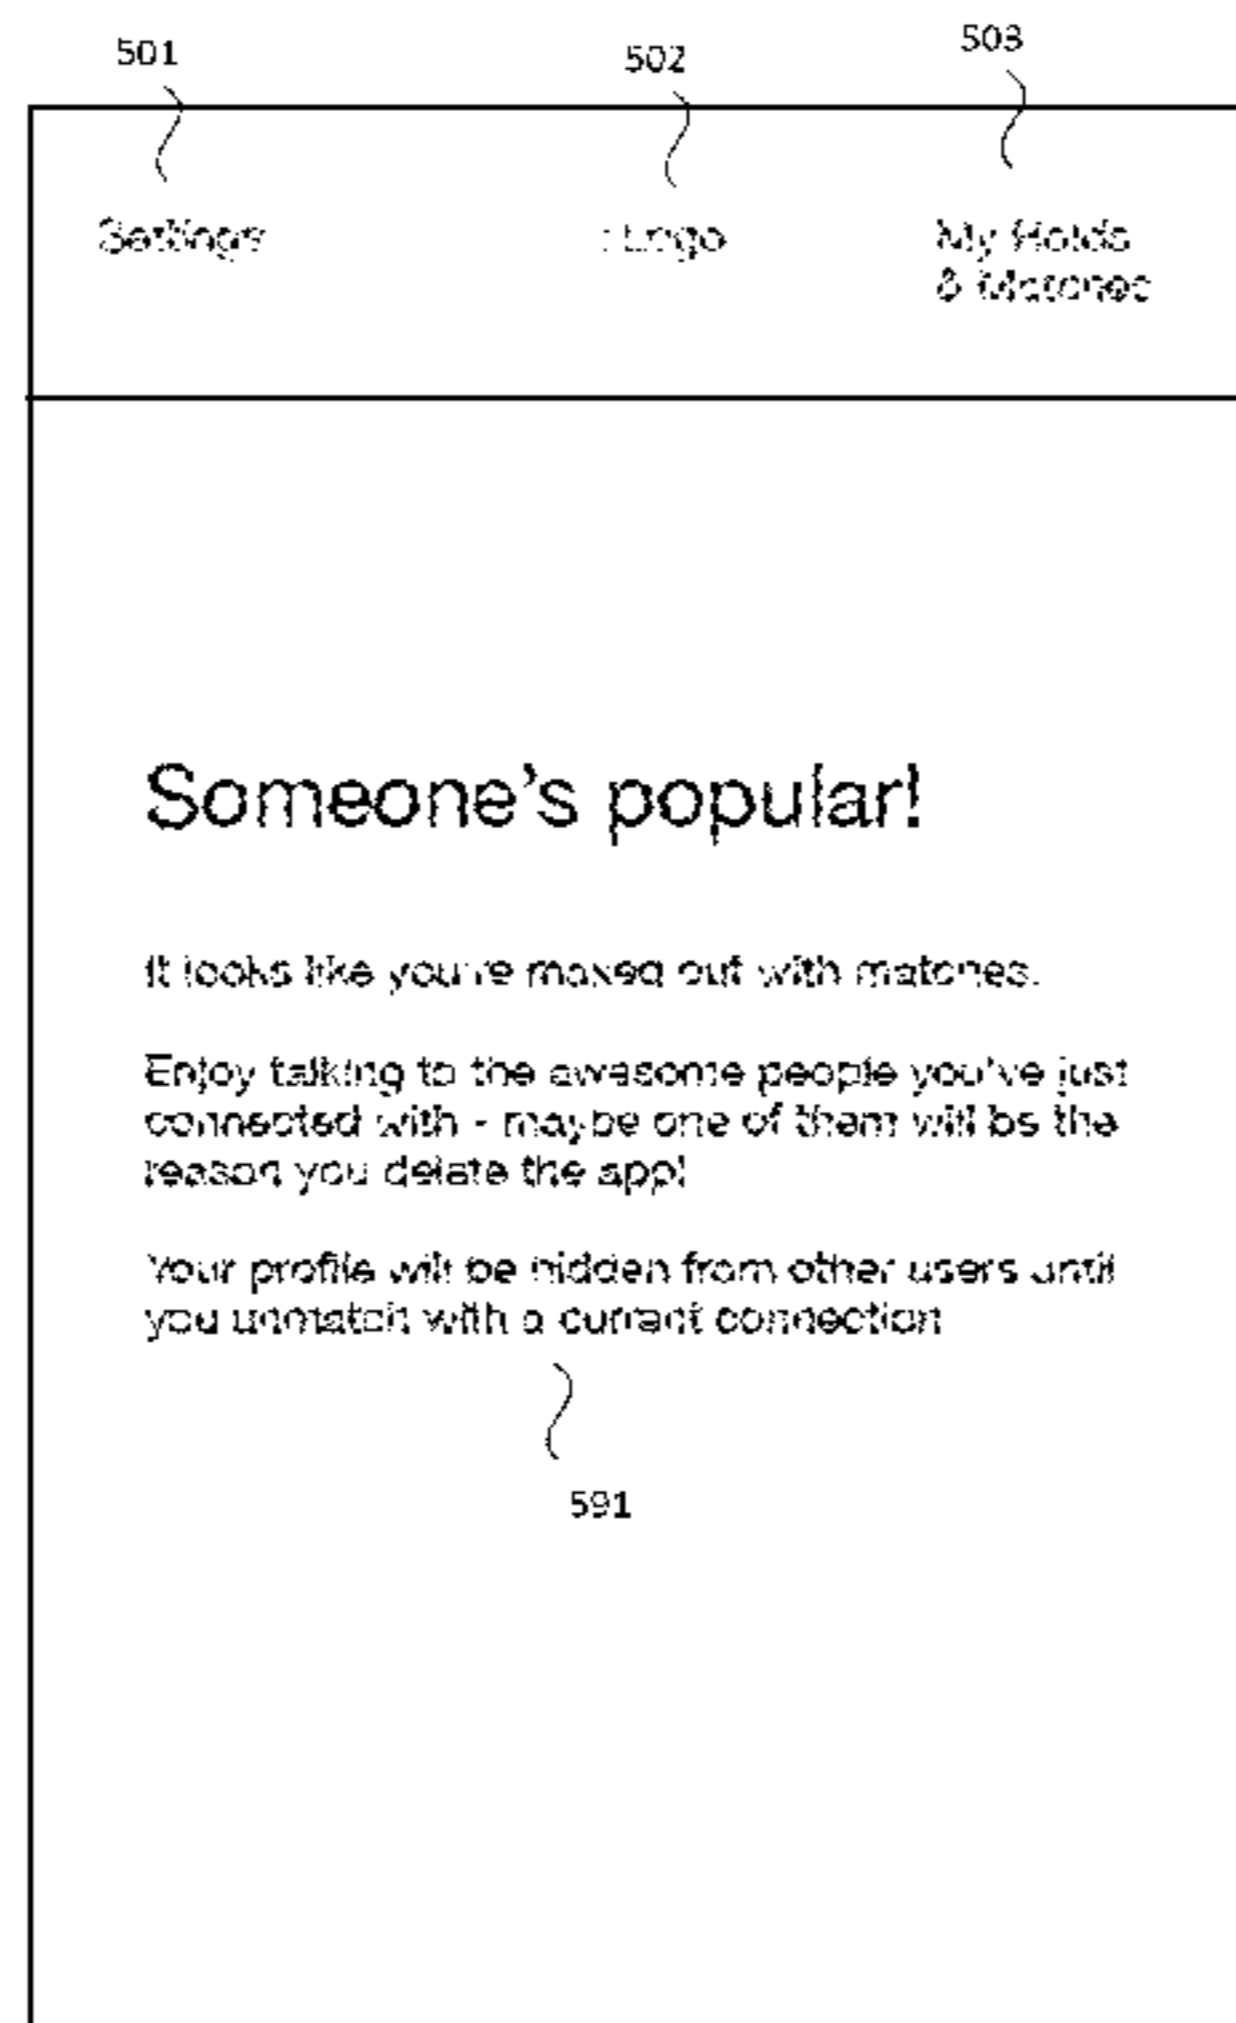 501 502 503
Settings Logo My Holds
& Matches
Someone's popular!
It looks like you're maxed out with matches.
Enjoy talking to the awesome people you've just
connected with - maybe one of them will be the
reason you delete the app!
Your profile will be hidden from other users until
you unmatch with a current connection
591